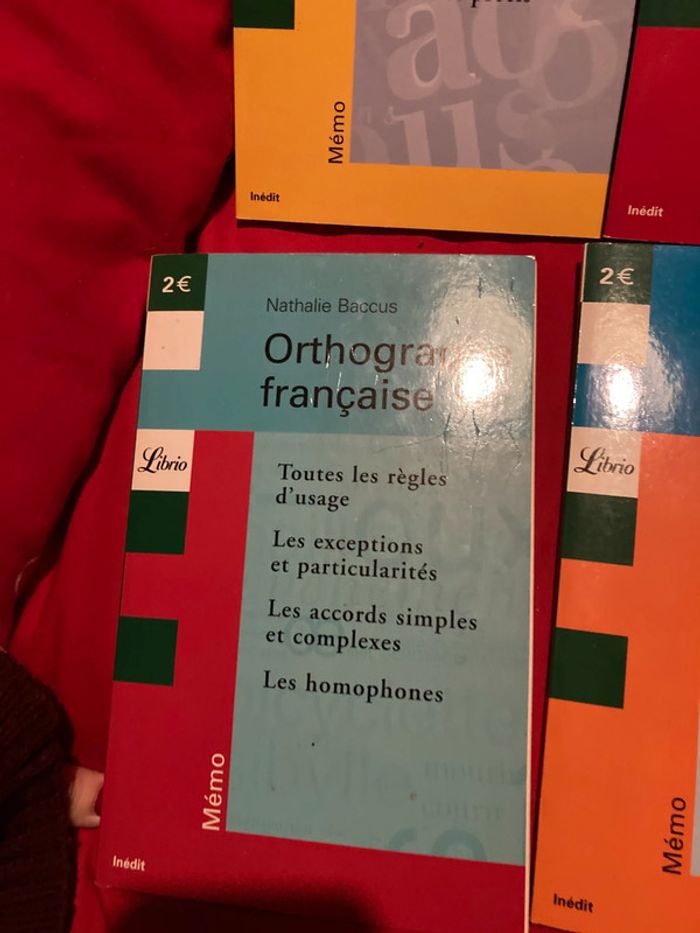 Mémo
Inédit
Inédit
2€
Nathalie Baccus
Orthographe
française
Librio
Toutes les règles
d'usage
Les exceptions
et particularités
Les accords simples
et complexes
Les homophones
Mémo
Inédit
2€
Librio
Mémo
Inédit